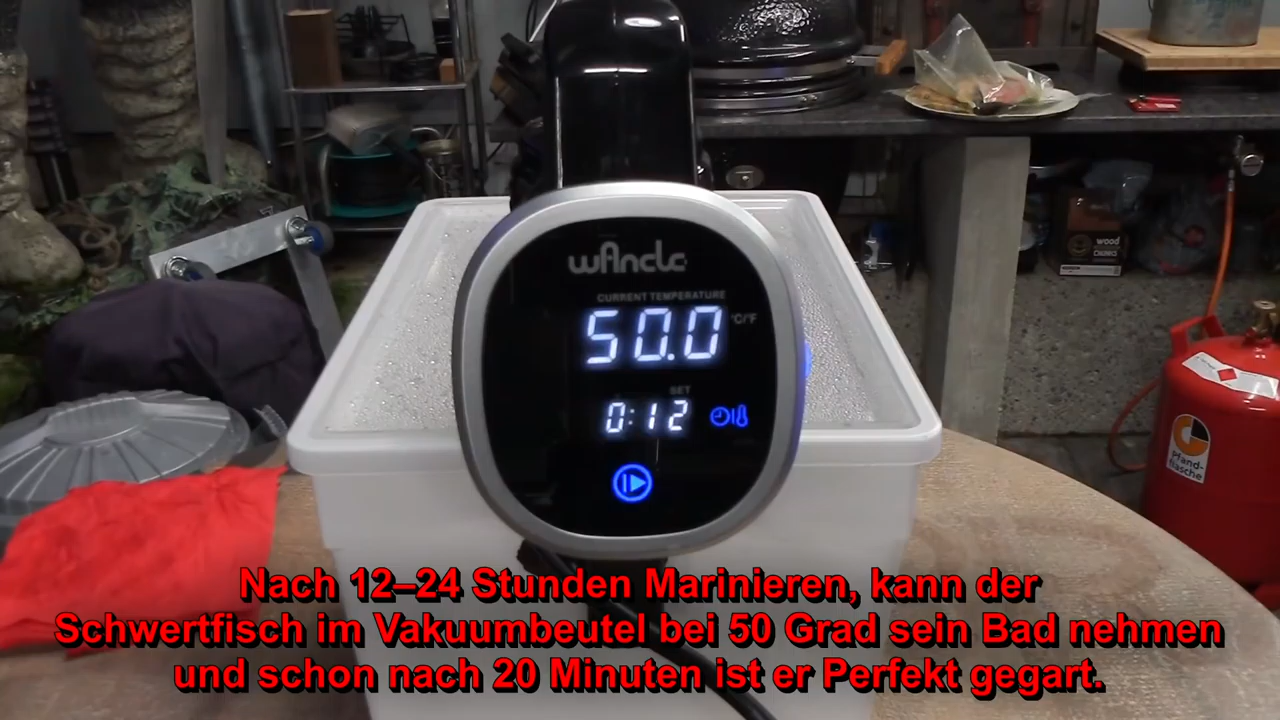 wAncle
CURRENT TEMPERATURE
50.0
°C/°F
SET
0:12
wood
CHUNKS
Pfand-
flasche
Nach 12–24 Stunden Marinieren, kann der
Schwertfisch im Vakuumbeutel bei 50 Grad sein Bad nehmen
und schon nach 20 Minuten ist er Perfekt gegart.